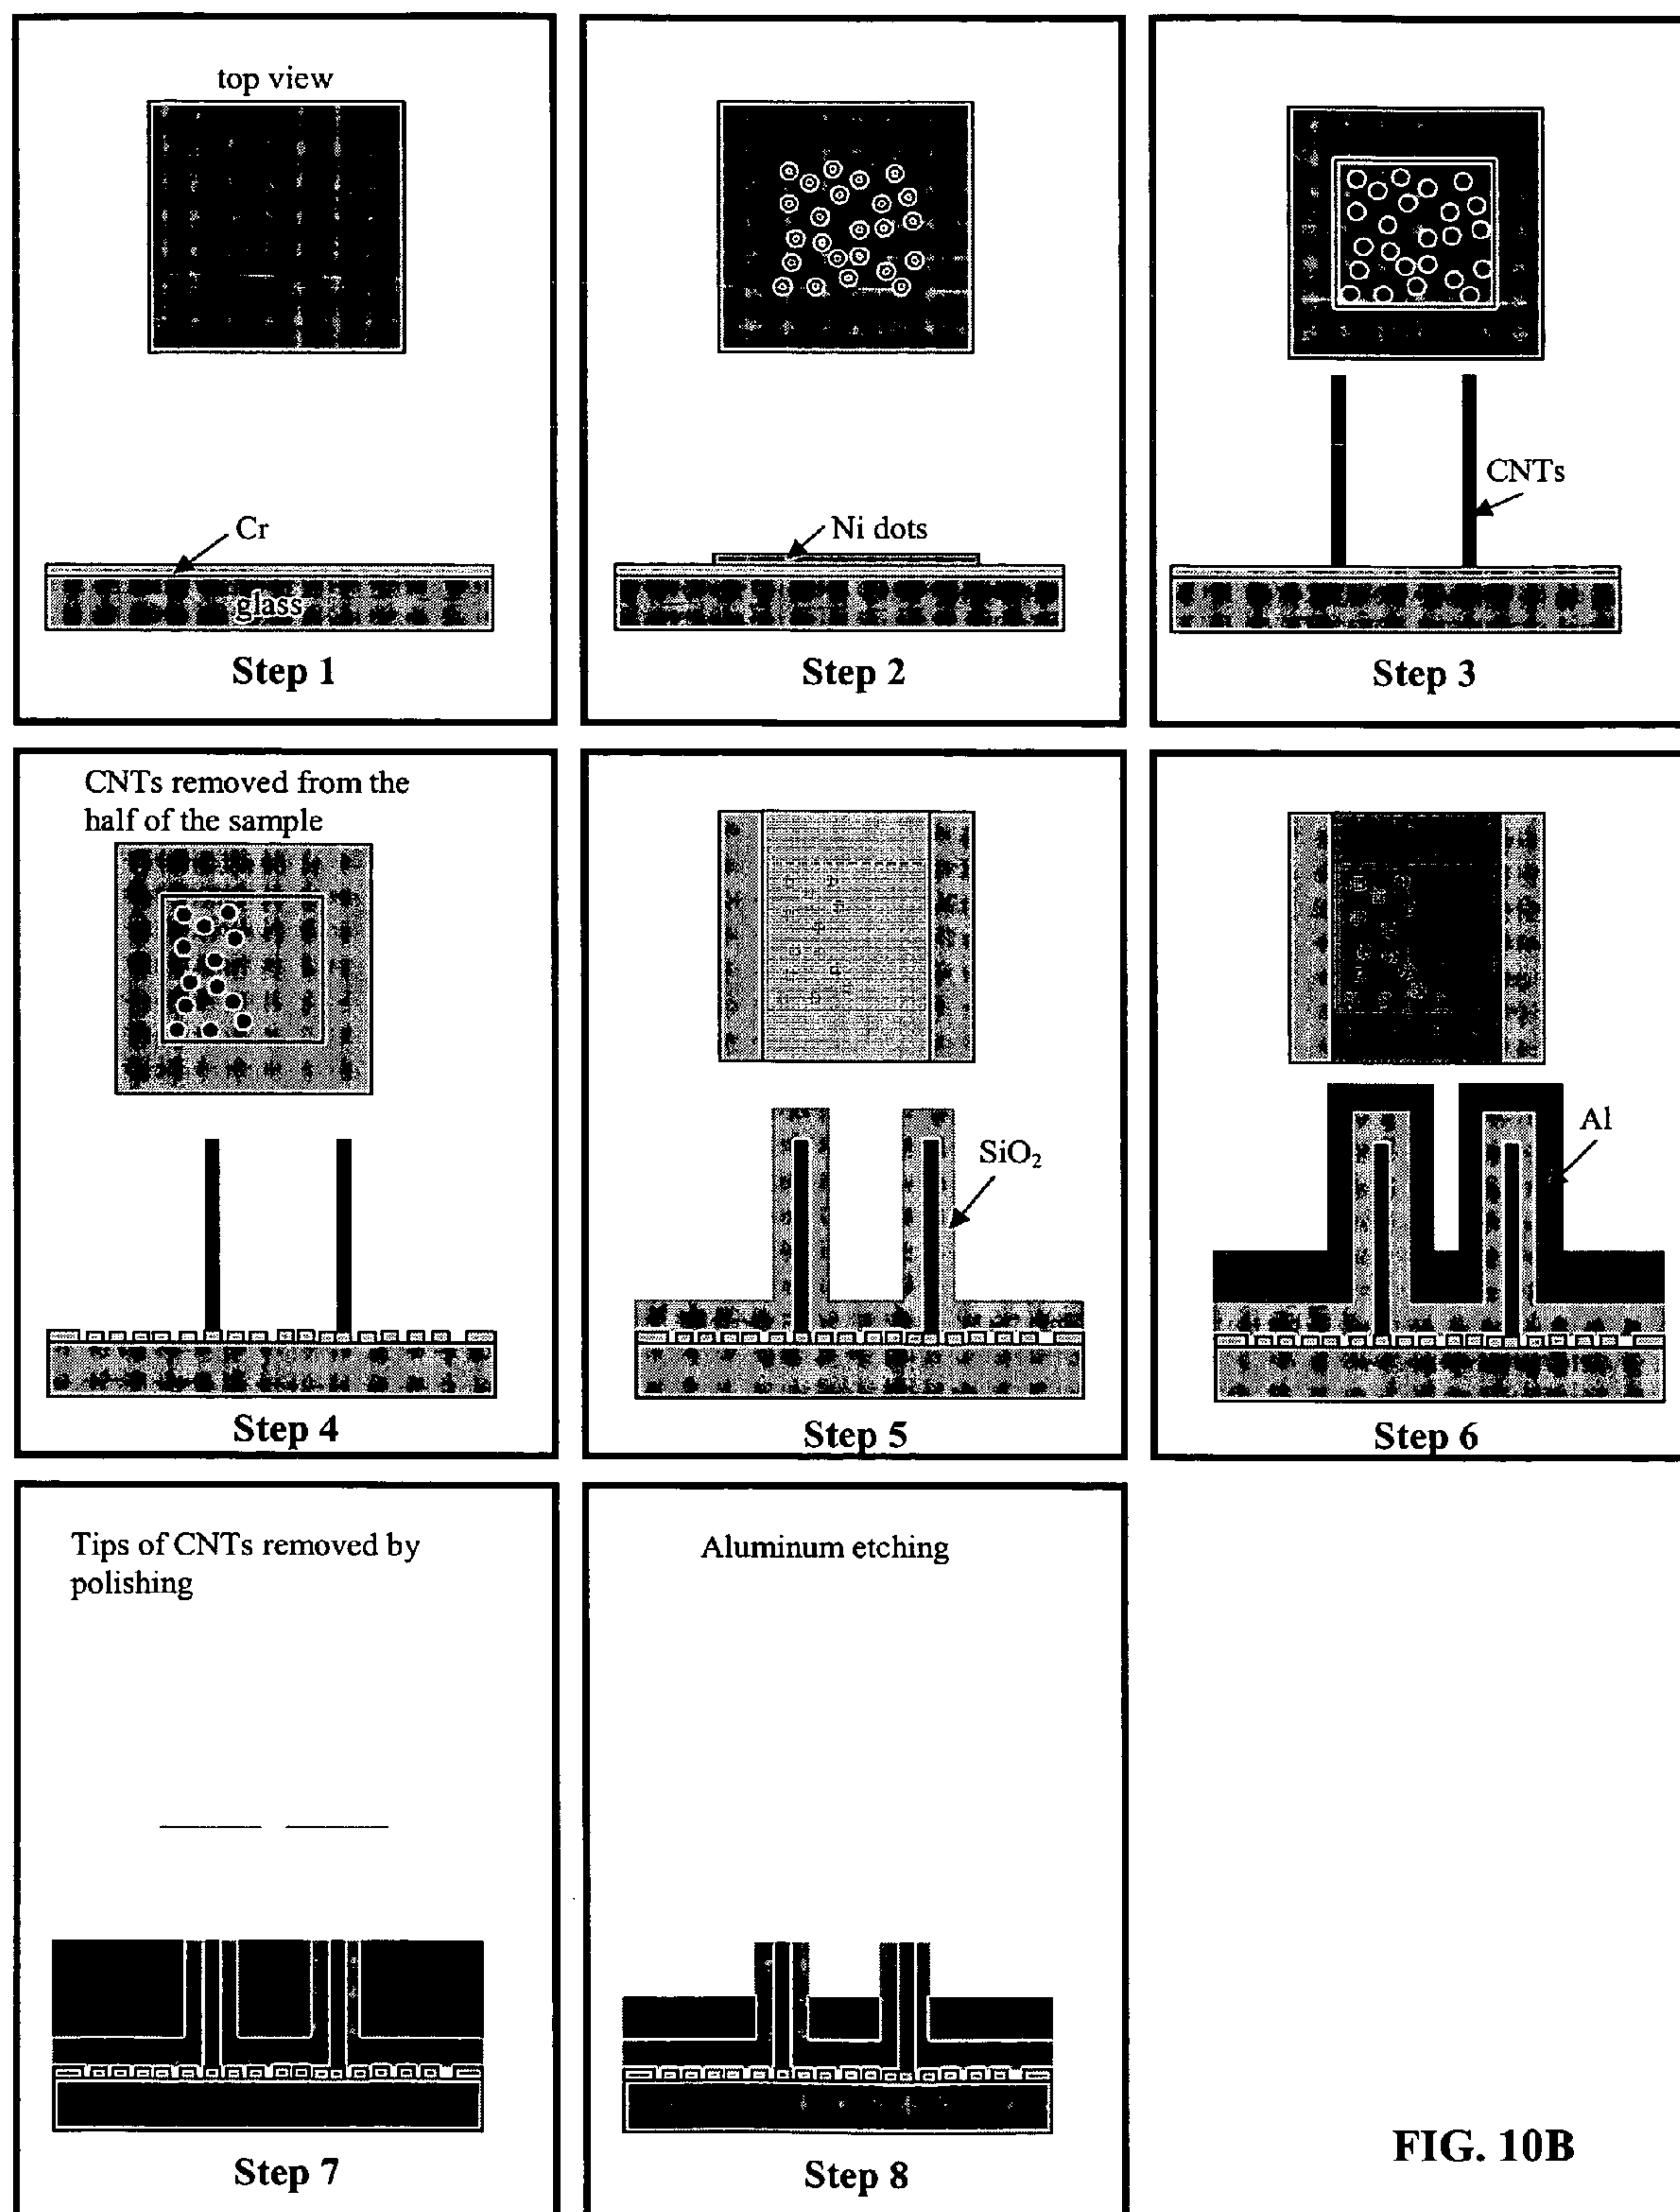 top view
Cr
glass
Step 1
Ni dots
Step 2
CNTs
Step 3
CNTs removed from the
half of the sample
Step 4
SiO₂
Step 5
Al
Step 6
Tips of CNTs removed by
polishing
Step 7
Aluminum etching
Step 8
FIG. 10B